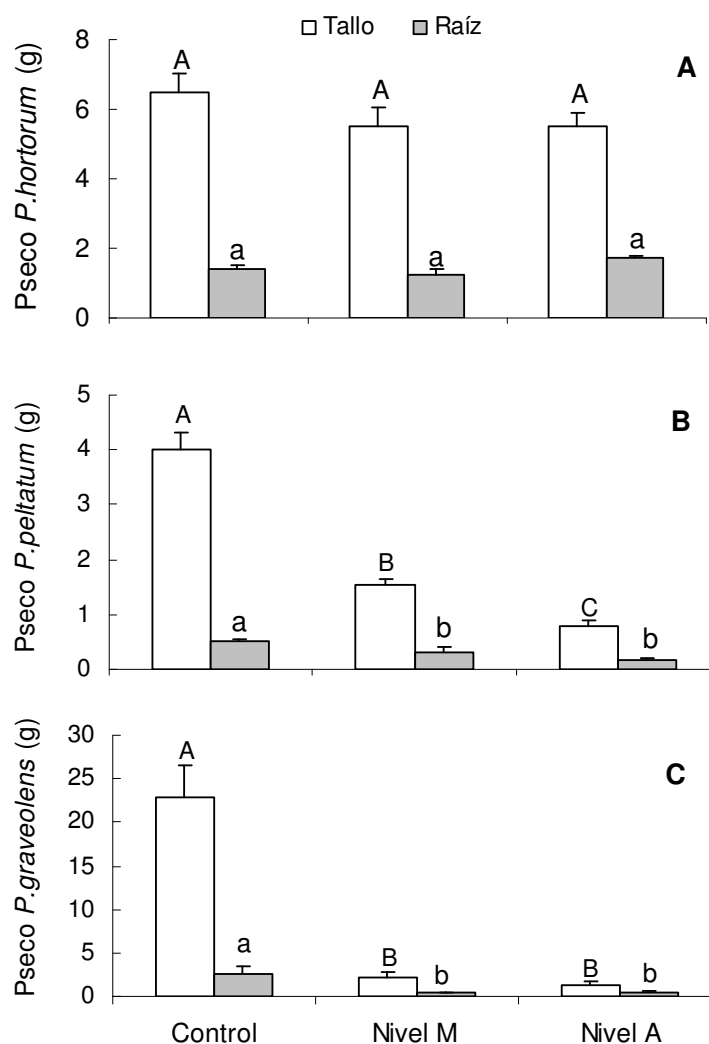 Tallo Raíz
Pseco P.hortorum (g)
8
6
4
2
0
A
A
A
A
a
a
a
Pseco P.peltatum (g)
5
4
3
2
1
0
B
A
B
C
a
b
b
Pseco P.graveolens (g)
30
25
20
15
10
5
0
C
A
B
B
a
b
b
Control Nivel M Nivel A